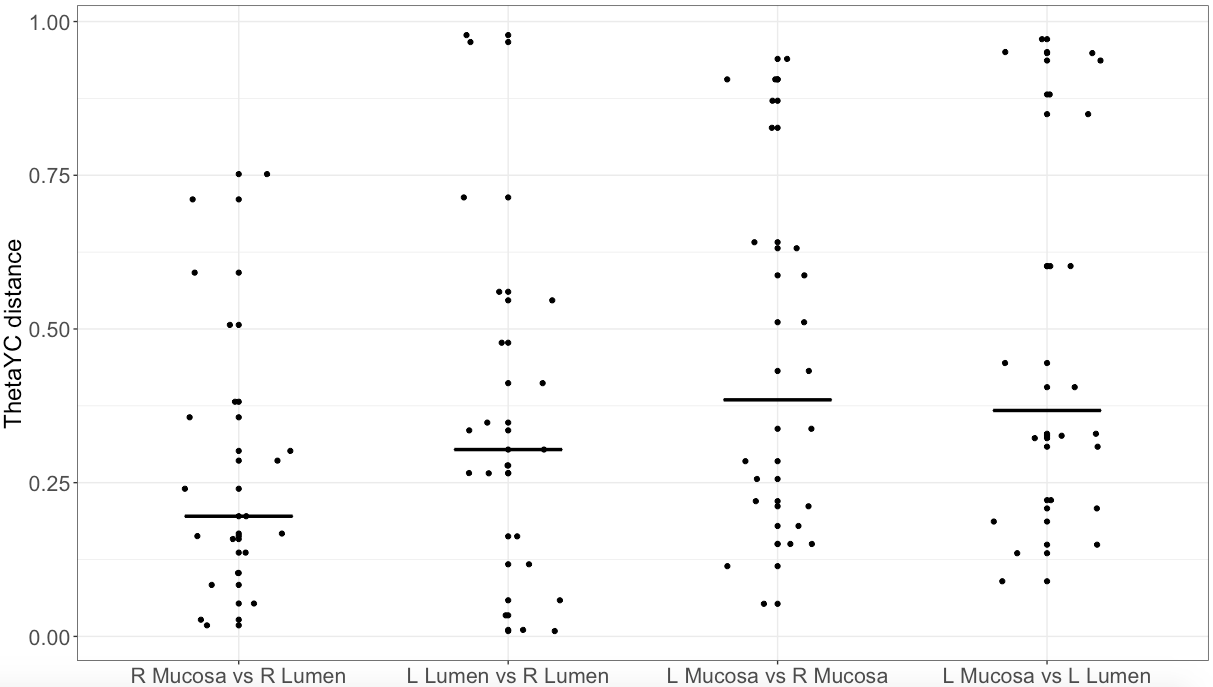 ThetaYC distance
1.00
0.75
0.50
0.25
0.00
R Mucosa vs R Lumen
L Lumen vs R Lumen
L Mucosa vs R Mucosa
L Mucosa vs L Lumen